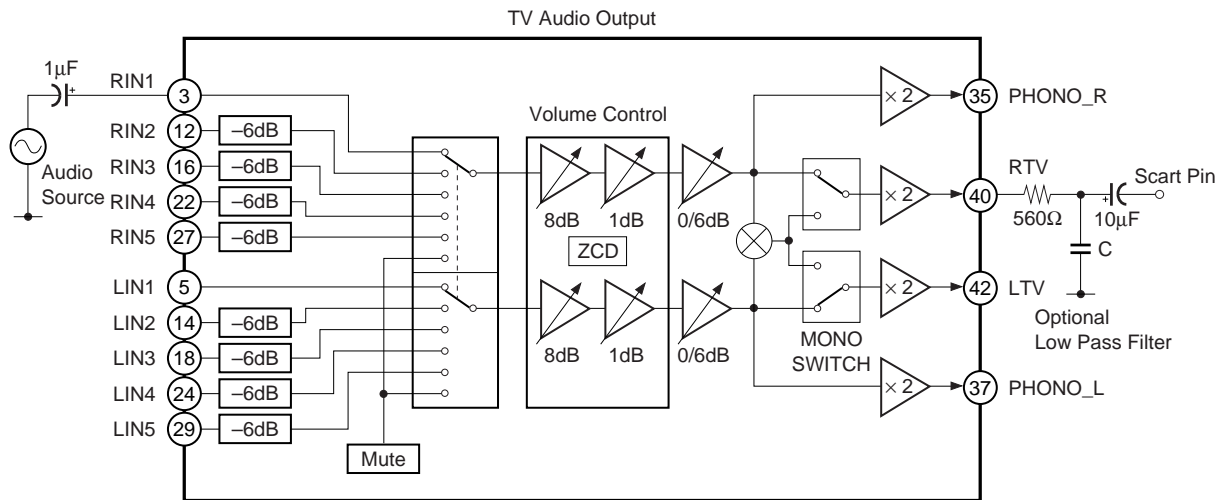 TV Audio Output
1µF
RIN1
3
RIN2
12
–6dB
RIN3
16
–6dB
RIN4
22
–6dB
RIN5
27
–6dB
Audio
Source
LIN1
5
LIN2
14
–6dB
LIN3
18
–6dB
LIN4
24
–6dB
LIN5
29
–6dB
Mute
Volume Control
8dB
1dB
0/6dB
ZCD
8dB
1dB
0/6dB
MONO
SWITCH
× 2
35
PHONO_R
× 2
40
RTV
560Ω
10µF
Scart Pin
C
× 2
42
LTV
Optional
Low Pass Filter
× 2
37
PHONO_L
+
+